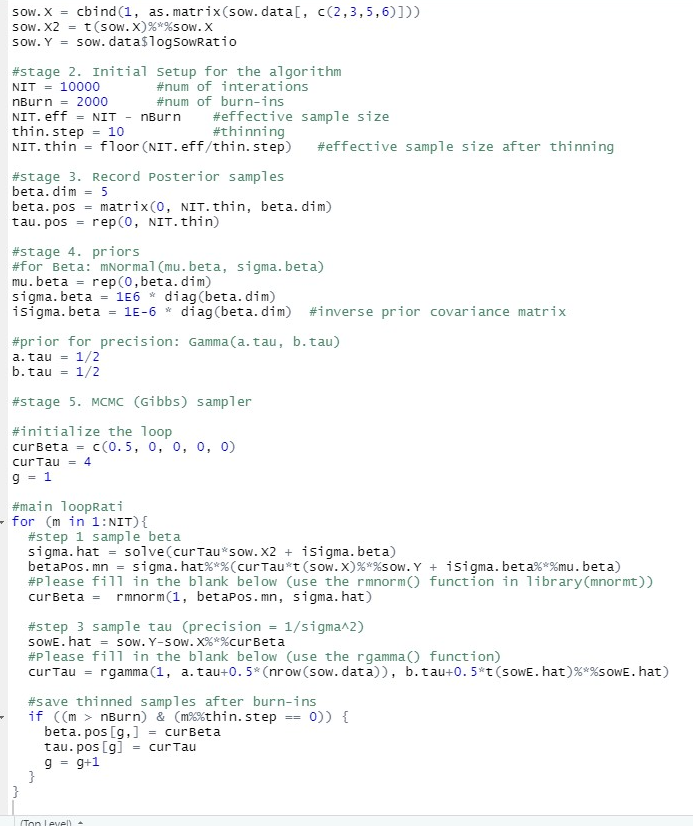 sow.X = cbind(1, as.matrix(sow.data[, c(2,3,5,6)]))
sow.X2 = t(sow.X)%*%sow.X
sow.Y = sow.data$logSowRatio
#stage 2. Initial Setup for the algorithm
NIT = 10000 #num of interations
nBurn = 2000 #num of burn-ins
NIT.eff = NIT - nBurn #effective sample size
thin.step = 10 #thinning
NIT.thin = floor(NIT.eff/thin.step) #effective sample size after thinning
#stage 3. Record Posterior samples
beta.dim = 5
beta.pos = matrix(0, NIT.thin, beta.dim)
tau.pos = rep(0, NIT.thin)
#stage 4. priors
#for Beta: mNormal(mu.beta, sigma.beta)
mu.beta = rep(0,beta.dim)
sigma.beta = 1E6 * diag(beta.dim)
iSigma.beta = 1E-6 * diag(beta.dim) #inverse prior covariance matrix
#prior for precision: Gamma(a.tau, b.tau)
a.tau = 1/2
b.tau = 1/2
#stage 5. MCMC (Gibbs) sampler
#initialize the loop
curBeta = c(0.5, 0, 0, 0, 0)
curTau = 4
g = 1
#main loopRati
for (m in 1:NIT){
#step 1 sample beta
sigma.hat = solve(curTau*sow.X2 + iSigma.beta)
betaPos.mn = sigma.hat%*%(curTau*t(sow.X)%*%sow.Y + iSigma.beta%*%mu.beta)
#Please fill in the blank below (use the rmnorm() function in library(mnormt))
curBeta = rmnorm(1, betaPos.mn, sigma.hat)
#step 3 sample tau (precision = 1/sigma^2)
sowE.hat = sow.Y-sow.X%*%curBeta
#Please fill in the blank below (use the rgamma() function)
curTau = rgamma(1, a.tau+0.5*(nrow(sow.data)), b.tau+0.5*t(sowE.hat)%*%sowE.hat)
#save thinned samples after burn-ins
if ((m > nBurn) & (m%%thin.step == 0)) {
beta.pos[g,] = curBeta
tau.pos[g] = curTau
g = g+1
}
}
(Top Level)